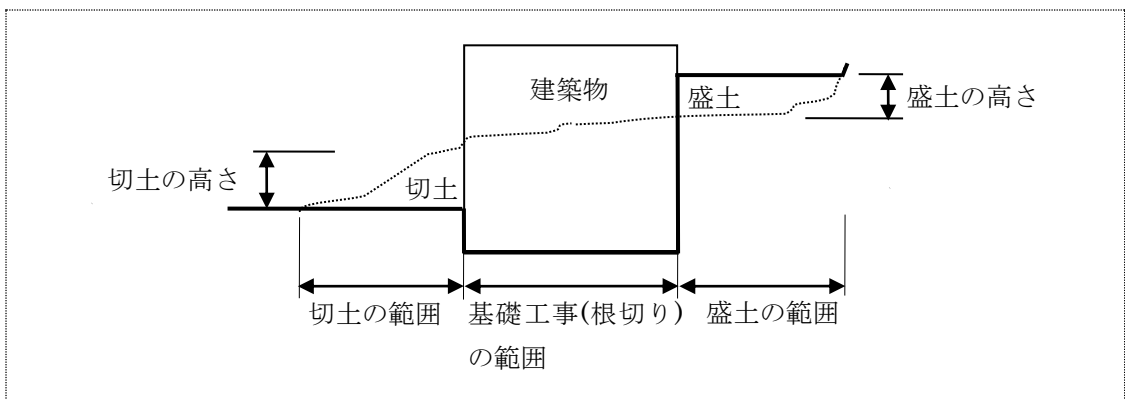 建築物
盛土
盛土の高さ
切土の高さ
切土
切土の範囲
基礎工事(根切り)
の範囲
盛土の範囲